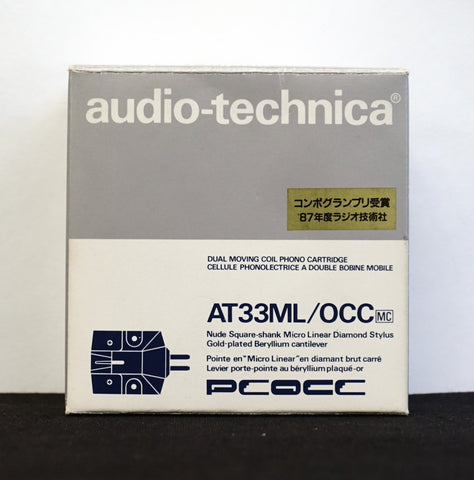 audio-technica®
コンポグランプリ受賞
'87年度ラジオ技術社
DUAL MOVING COIL PHONO CARTRIDGE
CELLULE PHONOLECTRICE A DOUBLE BOBINE MOBILE
AT33ML/OCC MC
Nude Square-shank Micro Linear Diamond Stylus
Gold-plated Beryllium cantilever
Pointe en "Micro Linear" en diamant brut carré
Levier porte-pointe au béryllium plaqué-or
PCOCC